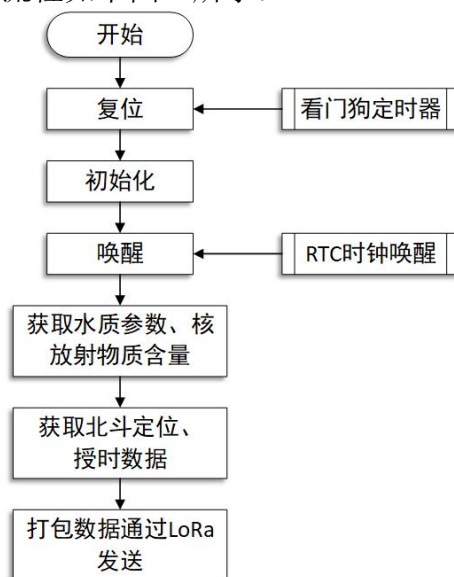 开始
复位
看门狗定时器
初始化
唤醒
RTC时钟唤醒
获取水质参数、核
放射物质含量
获取北斗定位、
授时数据
打包数据通过LoRa
发送